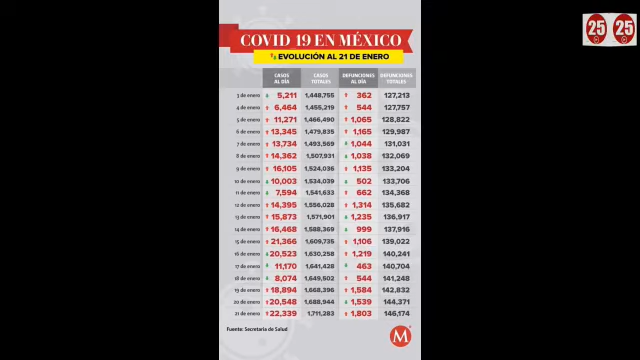 COVID 19 EN MÉXICO
EVOLUCIÓN AL 21 DE ENERO
CASOS AL DÍA CASOS TOTALES DEFUNCIONES AL DÍA DEFUNCIONES TOTALES
3 de enero 5,211 1,448,755 362 127,213
4 de enero 6,464 1,455,219 544 127,757
5 de enero 11,271 1,466,490 1,065 128,822
6 de enero 13,345 1,479,835 1,165 129,987
7 de enero 13,734 1,493,569 1,044 131,031
8 de enero 14,362 1,507,931 1,038 132,069
9 de enero 16,105 1,524,036 1,135 133,204
10 de enero 10,003 1,534,039 502 133,706
11 de enero 7,594 1,541,633 662 134,368
12 de enero 14,395 1,556,028 1,314 135,682
13 de enero 15,873 1,571,901 1,235 136,917
14 de enero 16,468 1,588,369 999 137,916
15 de enero 21,366 1,609,735 1,106 139,022
16 de enero 20,523 1,630,258 1,219 140,241
17 de enero 11,170 1,641,428 463 140,704
18 de enero 8,074 1,649,502 544 141,248
19 de enero 18,894 1,668,396 1,584 142,832
20 de enero 20,548 1,688,944 1,539 144,371
21 de enero 22,339 1,711,283 1,803 146,174
Fuente: Secretaría de Salud
M
25 25